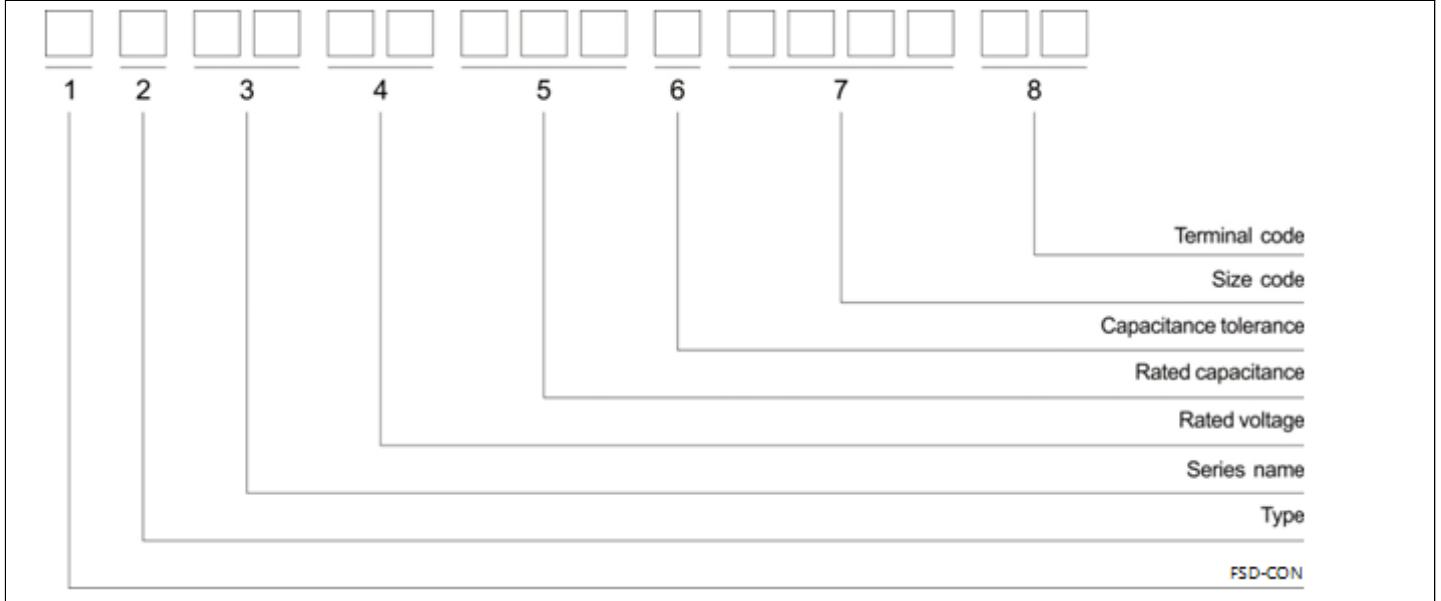 1 2 3 4 5 6 7 8
Terminal code
Size code
Capacitance tolerance
Rated capacitance
Rated voltage
Series name
Type
FSD-CON